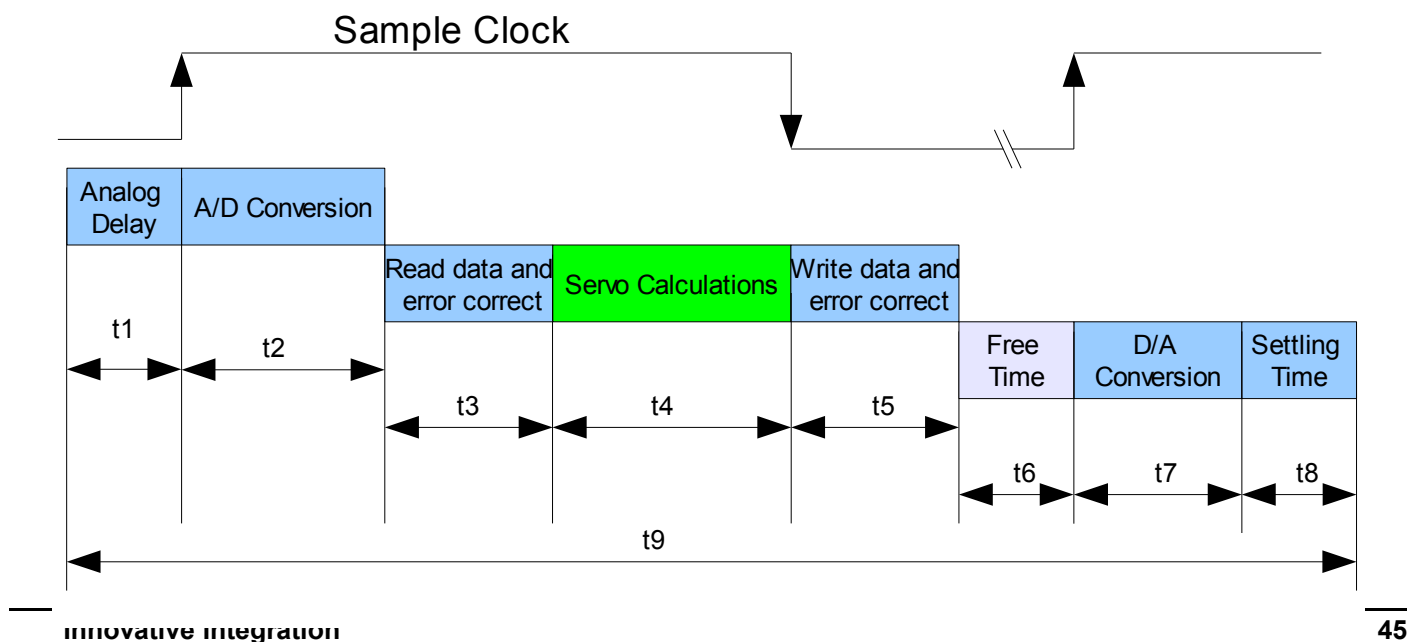 Sample Clock
Analog
Delay
A/D Conversion
Read data and
error correct
Servo Calculations
Write data and
error correct
Free
Time
D/A
Conversion
Settling
Time
t1
t2
t3
t4
t5
t6
t7
t8
t9
Innovative Integration
45